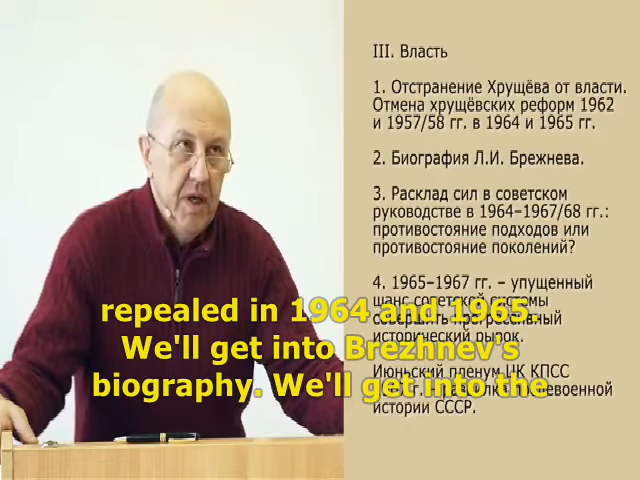 III. Власть
1. Отстранение Хрущёва от власти.
Отмена хрущёвских реформ 1962
и 1957/58 гг. в 1964 и 1965 гг.
2. Биография Л.И. Брежнева.
3. Расклад сил в советском
руководстве в 1964–1967/68 гг.:
противостояние подходов или
противостояние поколений?
4. 1965–1967 гг. – упущенный
шанс советской системы
совершить прогрессивный
исторический рывок.
Июньский пленум ЦК КПСС
послевоенной
истории СССР.
repealed in 1964 and 1965.
We'll get into Brezhnev's
biography. We'll get into the